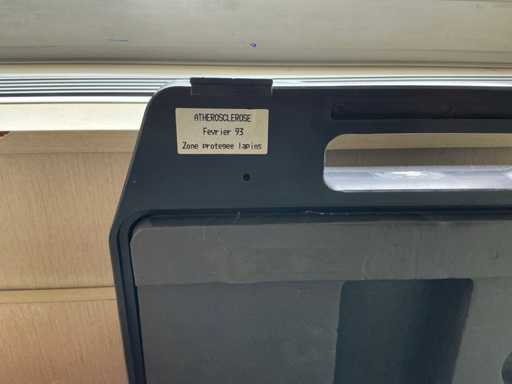 ATHEROSCLEROSE
Fevrier 93
Zone protegee lapins